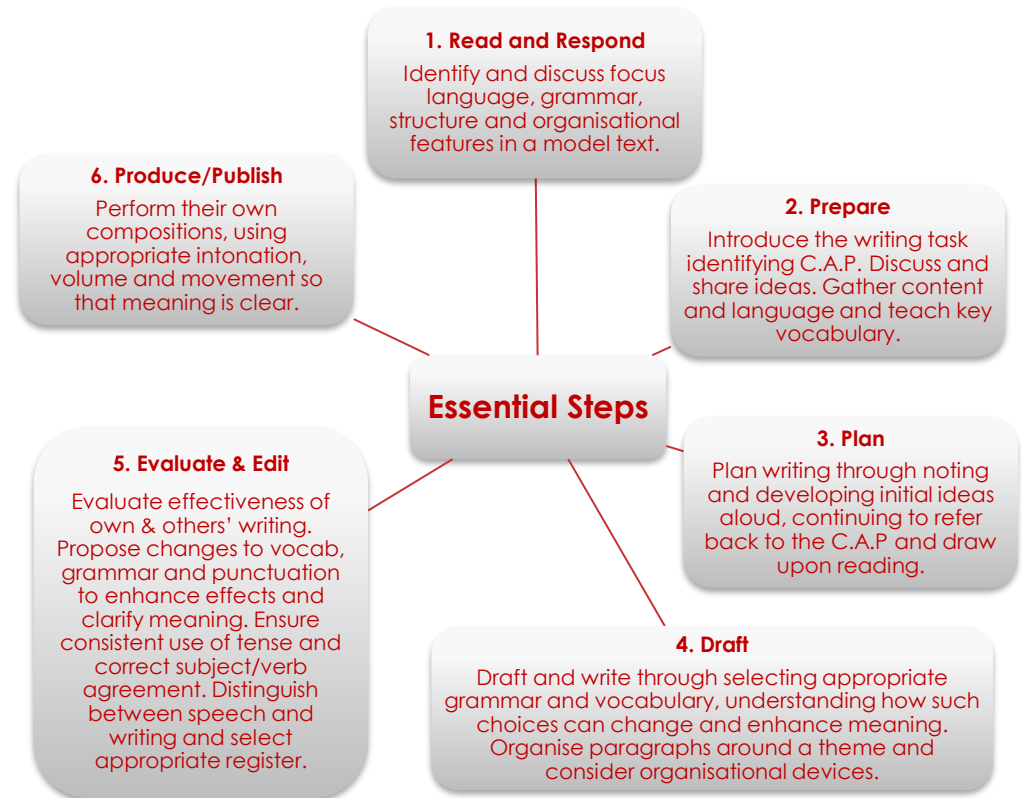 1. Read and Respond
Identify and discuss focus
language, grammar,
structure and organisational
features in a model text.
2. Prepare
Introduce the writing task
identifying C.A.P. Discuss and
share ideas. Gather content
and language and teach key
vocabulary.
3. Plan
Plan writing through noting
and developing initial ideas
aloud, continuing to refer
back to the C.A.P and draw
upon reading.
4. Draft
Draft and write through selecting appropriate
grammar and vocabulary, understanding how such
choices can change and enhance meaning.
Organise paragraphs around a theme and
consider organisational devices.
5. Evaluate & Edit
Evaluate effectiveness of
own & others’ writing.
Propose changes to vocab,
grammar and punctuation
to enhance effects and
clarify meaning. Ensure
consistent use of tense and
correct subject/verb
agreement. Distinguish
between speech and
writing and select
appropriate register.
6. Produce/Publish
Perform their own
compositions, using
appropriate intonation,
volume and movement so
that meaning is clear.
Essential Steps